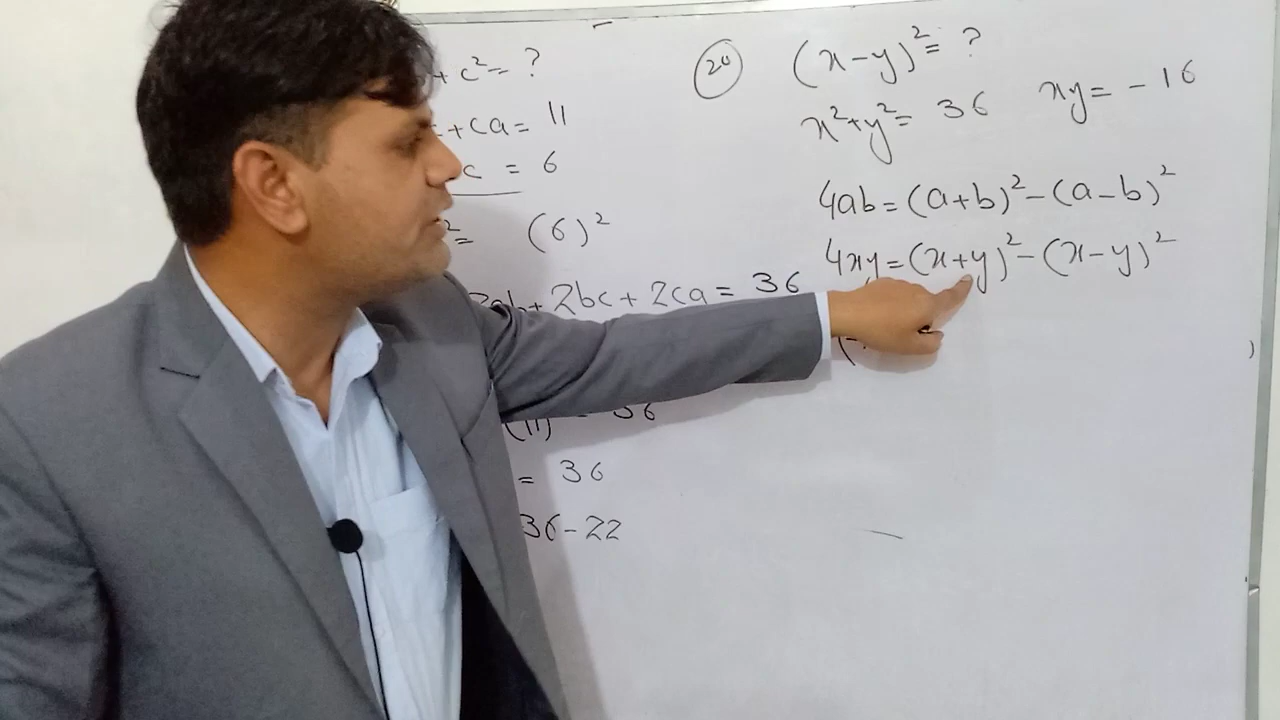 + c² = ?
+ ca = 11
c = 6
² = (6)²
2ab + 2bc + 2ca = 36
(11) = 36
= 36
36 - 22
(20) (x - y)² = ?
x² + y² = 36 xy = - 16
4ab = (a + b)² - (a - b)²
4xy = (x + y)² - (x - y)²